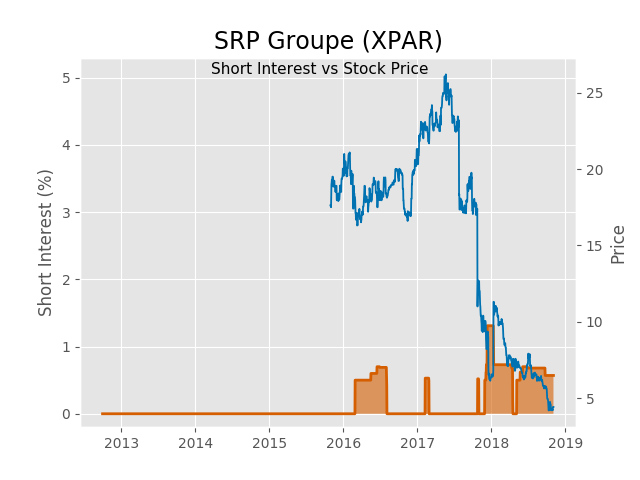 SRP Groupe (XPAR)
Short Interest vs Stock Price
Short Interest (%)
5
4
3
2
1
0
25
20
15
10
5
Price
2013 2014 2015 2016 2017 2018 2019